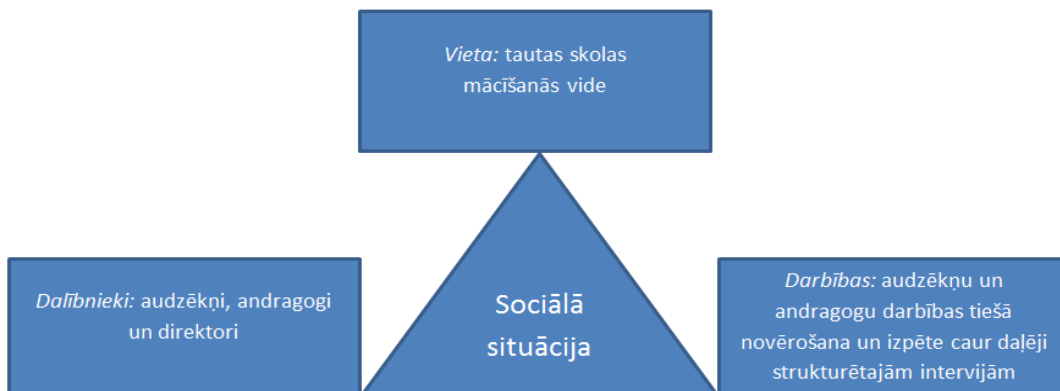 Vieta: tautas skolas
mācīšanās vide
Dalībnieki: audzēkņi, andragogi
un direktori
Sociālā
situācija
Darbības: audzēkņu un
andragogu darbības tiešā
novērošana un izpēte caur daļēji
strukturētajām intervijām